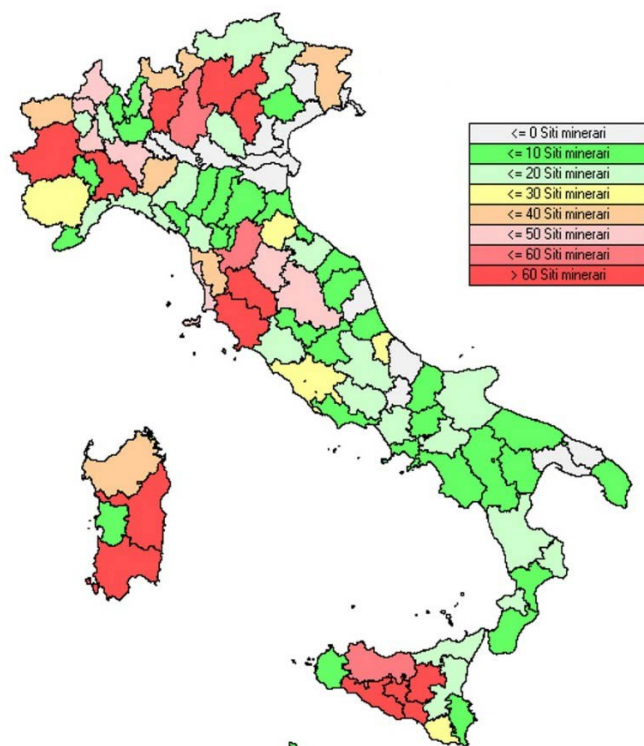 <= 0 Siti minerari
<= 10 Siti minerari
<= 20 Siti minerari
<= 30 Siti minerari
<= 40 Siti minerari
<= 50 Siti minerari
<= 60 Siti minerari
> 60 Siti minerari